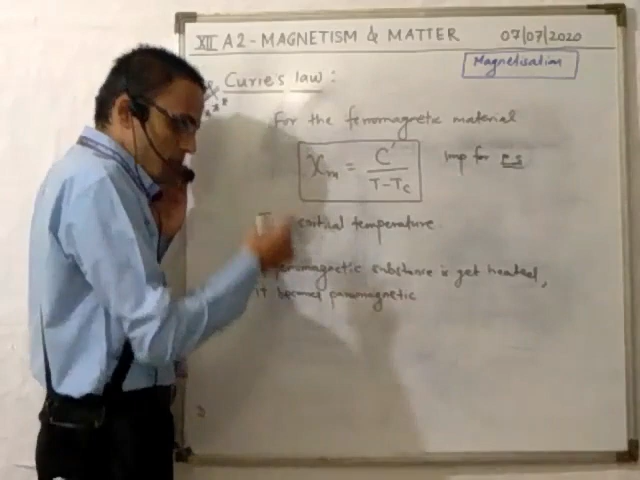 XII A2 - MAGNETISM & MATTER 07/07/2020
Magnetisation
Curie's law :
For the ferromagnetic material
χm = C' / T - Tc Imp for
critical temperature
ferromagnetic substance is get heated,
it becomes paramagnetic